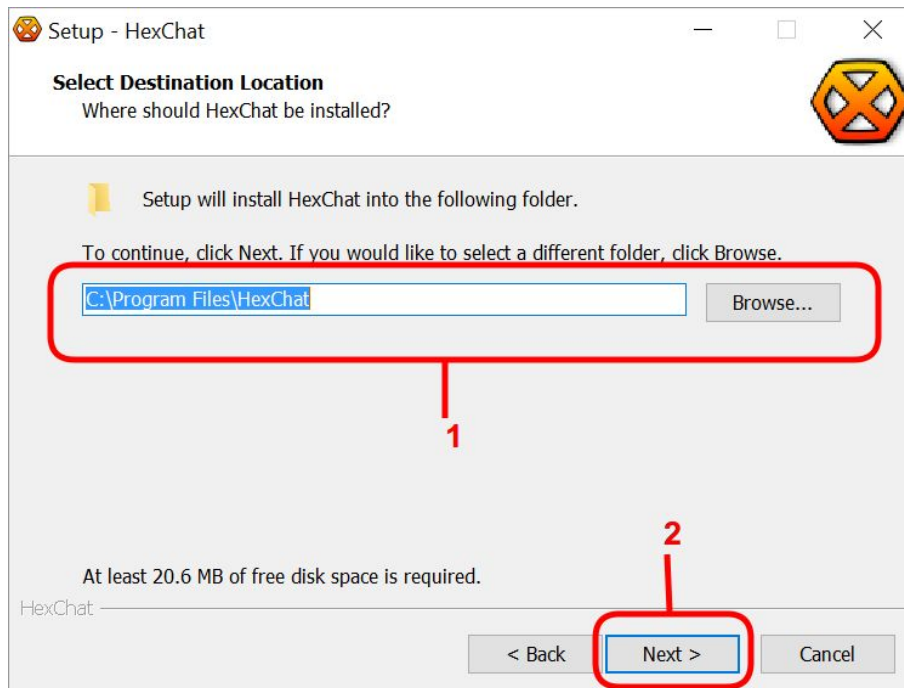 Setup - HexChat
Select Destination Location
Where should HexChat be installed?
Setup will install HexChat into the following folder.
To continue, click Next. If you would like to select a different folder, click Browse.
C:\Program Files\HexChat
Browse...
1
2
At least 20.6 MB of free disk space is required.
HexChat
< Back
Next >
Cancel